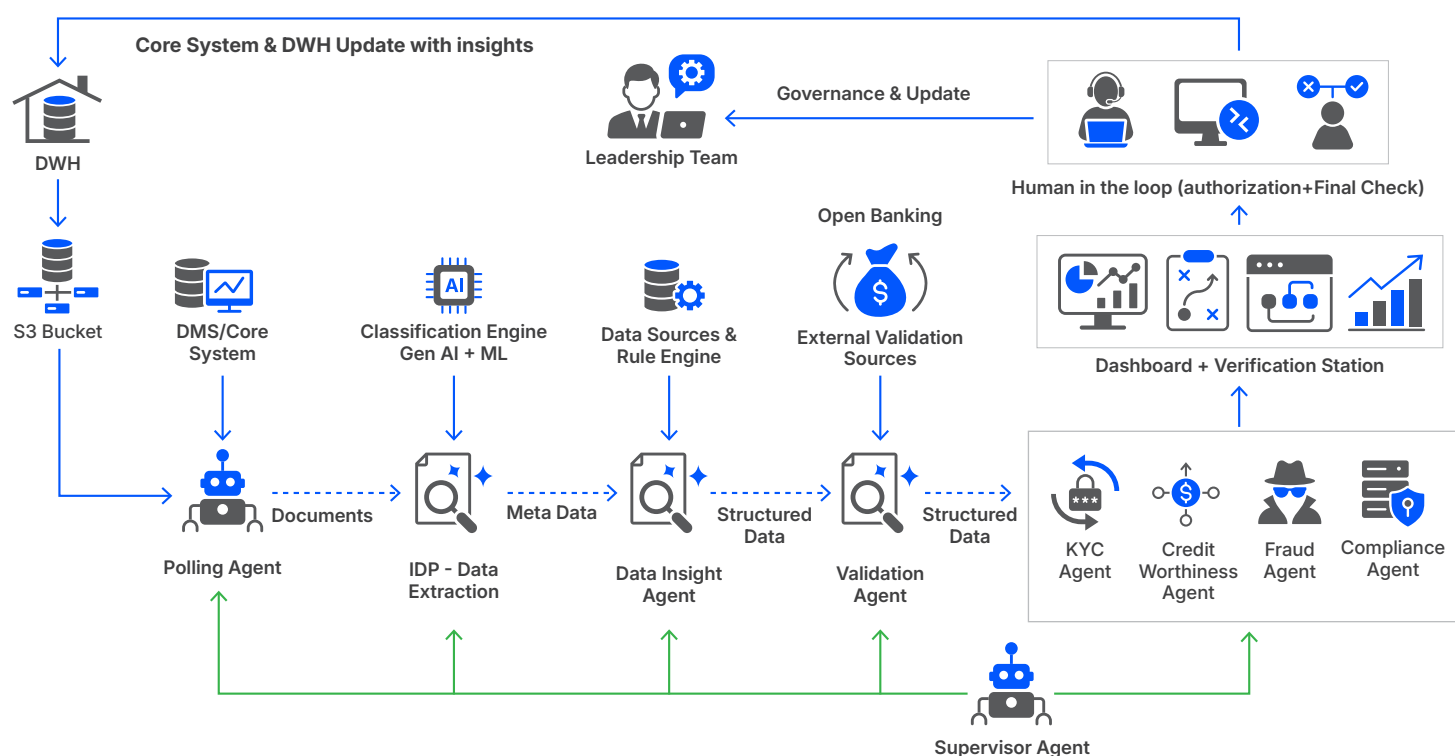 Core System & DWH Update with insights
DWH
S3 Bucket
DMS/Core
System
AI
Classification Engine
Gen AI + ML
Data Sources &
Rule Engine
Open Banking
$
External Validation
Sources
Leadership Team
Governance & Update
Human in the loop (authorization+Final Check)
Dashboard + Verification Station
Documents
Meta Data
Structured
Data
Structured
Data
Polling Agent
IDP - Data
Extraction
Data Insight
Agent
Validation
Agent
***
KYC
Agent
$
Credit
Worthiness
Agent
Fraud
Agent
Compliance
Agent
Supervisor Agent